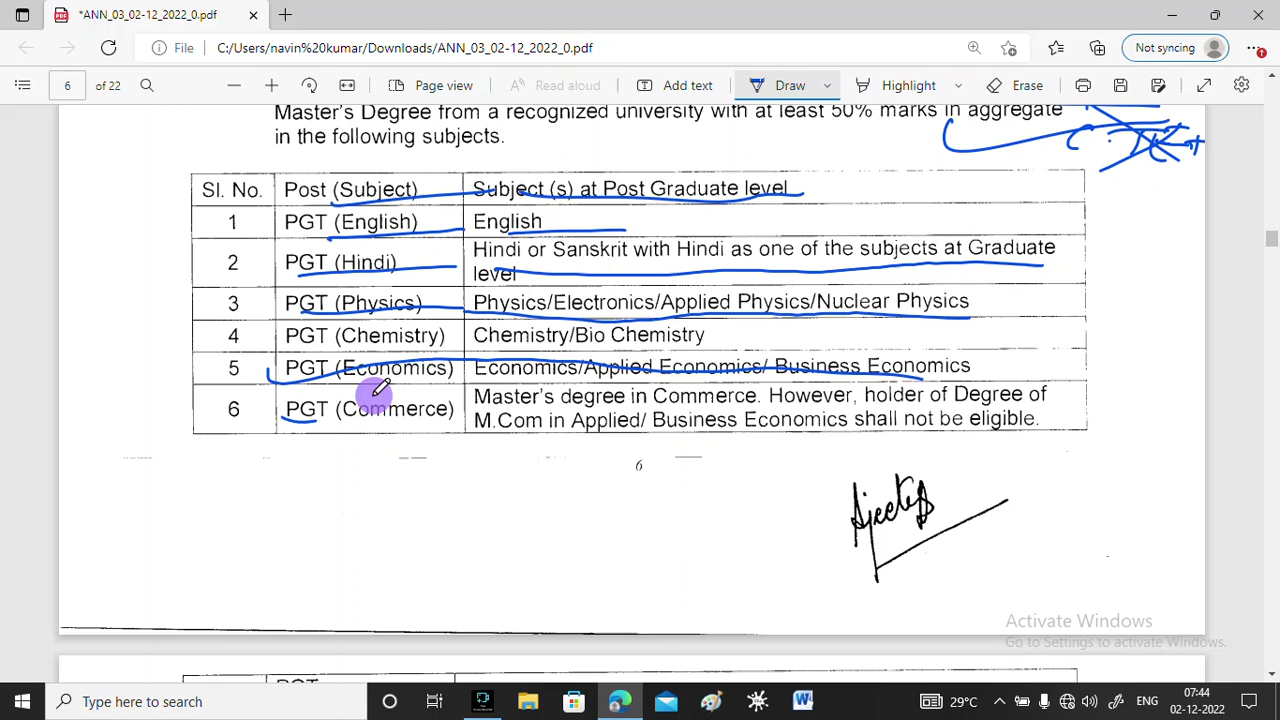 *ANN_03_02-12_2022_0.pdf
File C:/Users/navin%20kumar/Downloads/ANN_03_02-12_2022_0.pdf Not syncing
6 of 22 Page view Read aloud Add text Draw Highlight Erase
Master's Degree from a recognized university with at least 50% marks in aggregate
in the following subjects.
Sl. No. Post (Subject) Subject (s) at Post Graduate level
1 PGT (English) English
2 PGT (Hindi) Hindi or Sanskrit with Hindi as one of the subjects at Graduate
level
3 PGT (Physics) Physics/Electronics/Applied Physics/Nuclear Physics
4 PGT (Chemistry) Chemistry/Bio Chemistry
5 PGT (Economics) Economics/Applied Economics/ Business Economics
6 PGT (Commerce) Master's degree in Commerce. However, holder of Degree of
M.Com in Applied/ Business Economics shall not be eligible.
6
Activate Windows
Go to Settings to activate Windows.
PGT
Type here to search 29°C ENG 07:44
02-12-2022